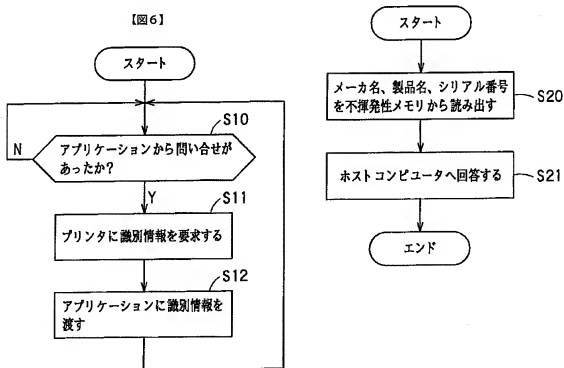 【図6】
スタート
S10
アプリケーションから問い合せが
あったか?
N
Y
S11
プリンタに識別情報を要求する
S12
アプリケーションに識別情報を
渡す
スタート
メーカ名、製品名、シリアル番号
を不揮発性メモリから読み出す
S20
ホストコンピュータへ回答する
S21
エンド